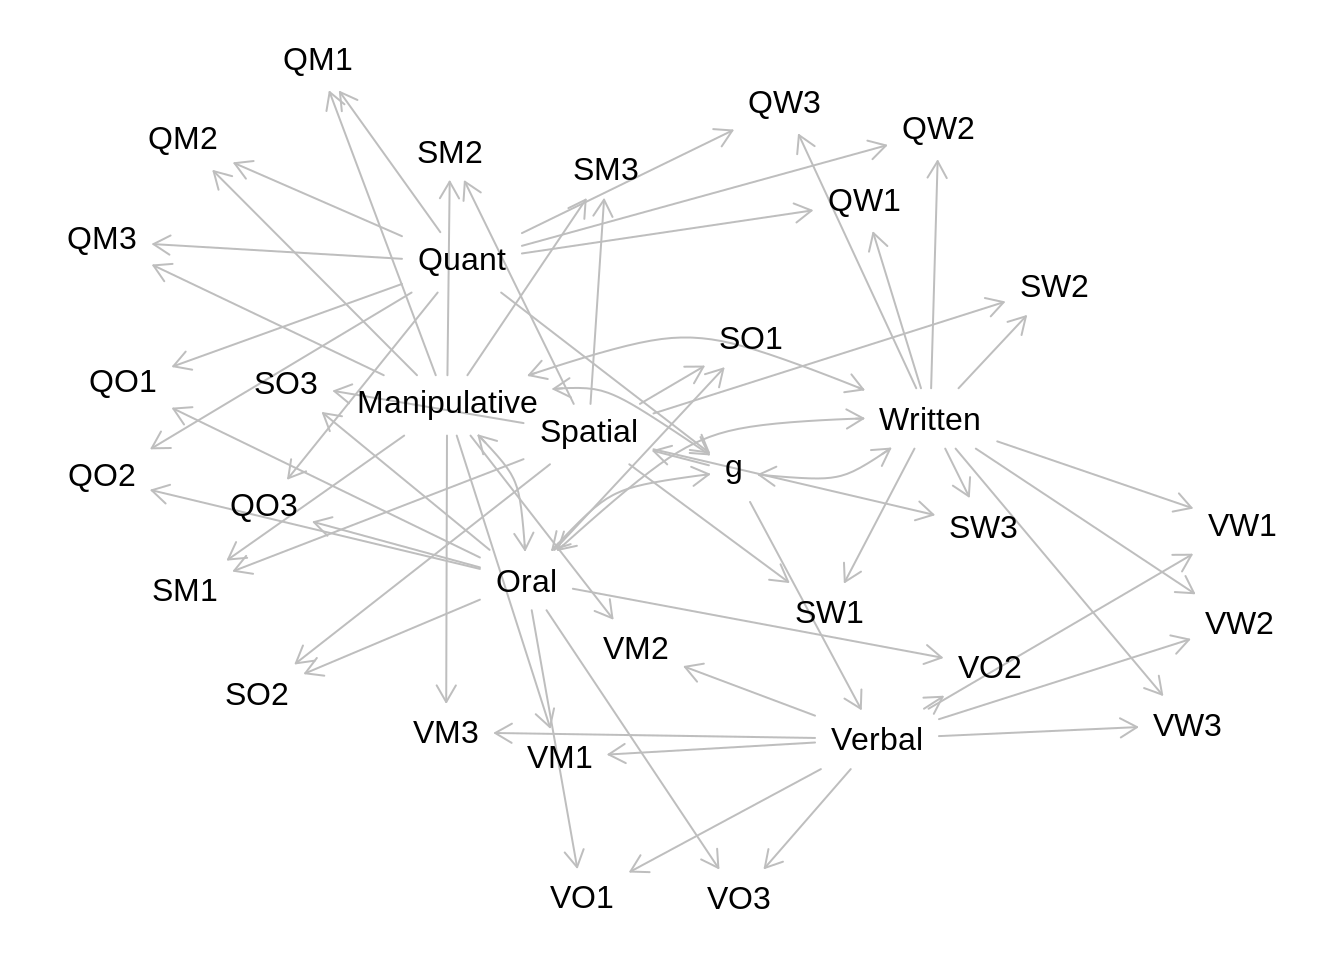 QM1
QW3
QW2
QM2
SM2
SM3
QW1
QM3
Quant
SW2
SO1
QO1
SO3
Manipulative
Written
Spatial
g
QO2
QO3
SW3
VW1
Oral
SM1
SW1
VW2
VM2
VO2
SO2
VW3
VM3
Verbal
VM1
VO1
VO3